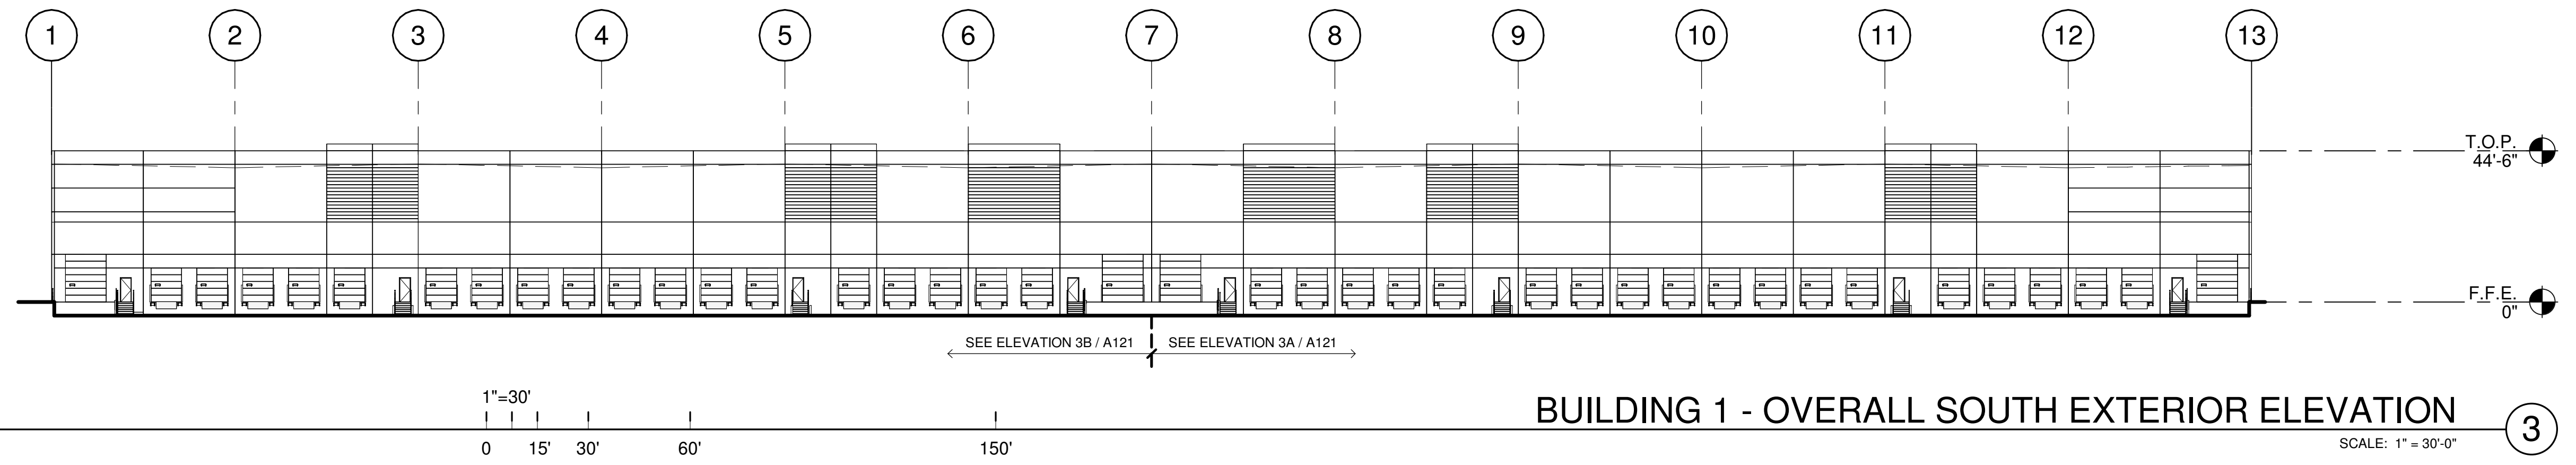 1 2 3 4 5 6 7 8 9 10 11 12 13
T.O.P.
44'-6"
F.F.E.
0"
SEE ELEVATION 3B / A121 SEE ELEVATION 3A / A121
1"=30'
0 15' 30' 60' 150'
BUILDING 1 - OVERALL SOUTH EXTERIOR ELEVATION
3
SCALE: 1" = 30'-0"